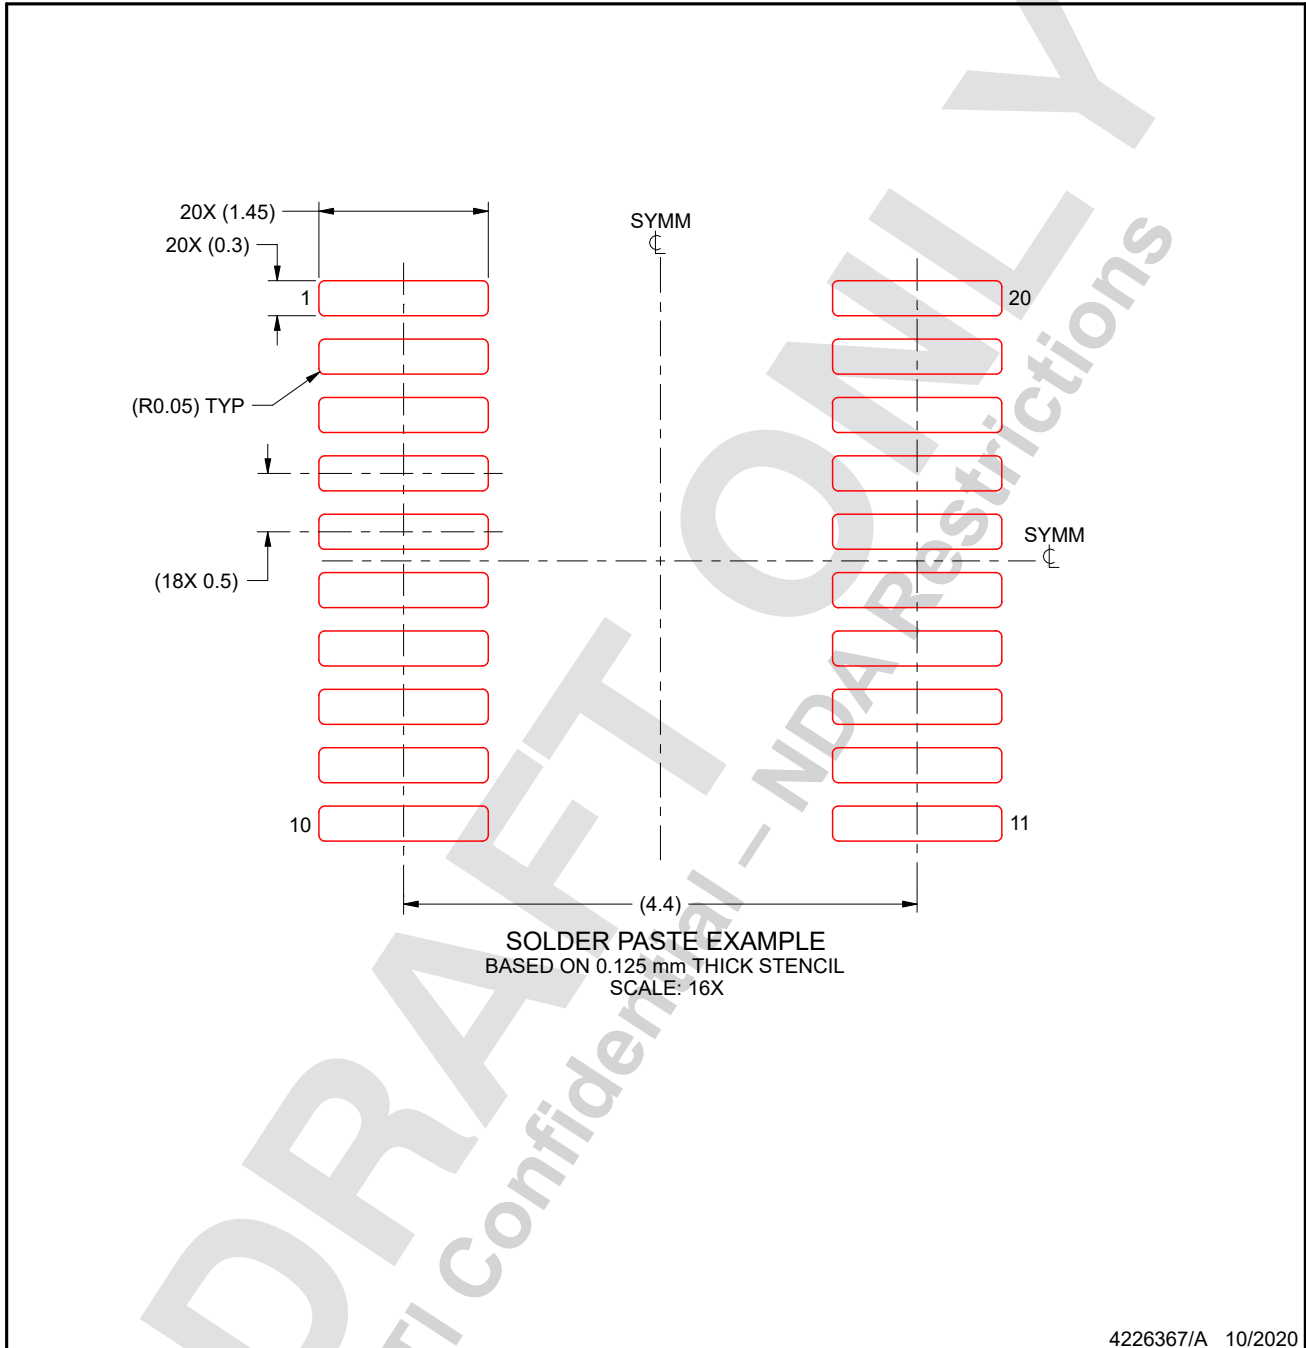 20X (1.45)
20X (0.3)
SYMM
℄
1
20
(R0.05) TYP
SYMM
℄
(18X 0.5)
10
11
(4.4)
SOLDER PASTE EXAMPLE
BASED ON 0.125 mm THICK STENCIL
SCALE: 16X
DRAFT ONLY
TI Confidential – NDA Restrictions
4226367/A 10/2020